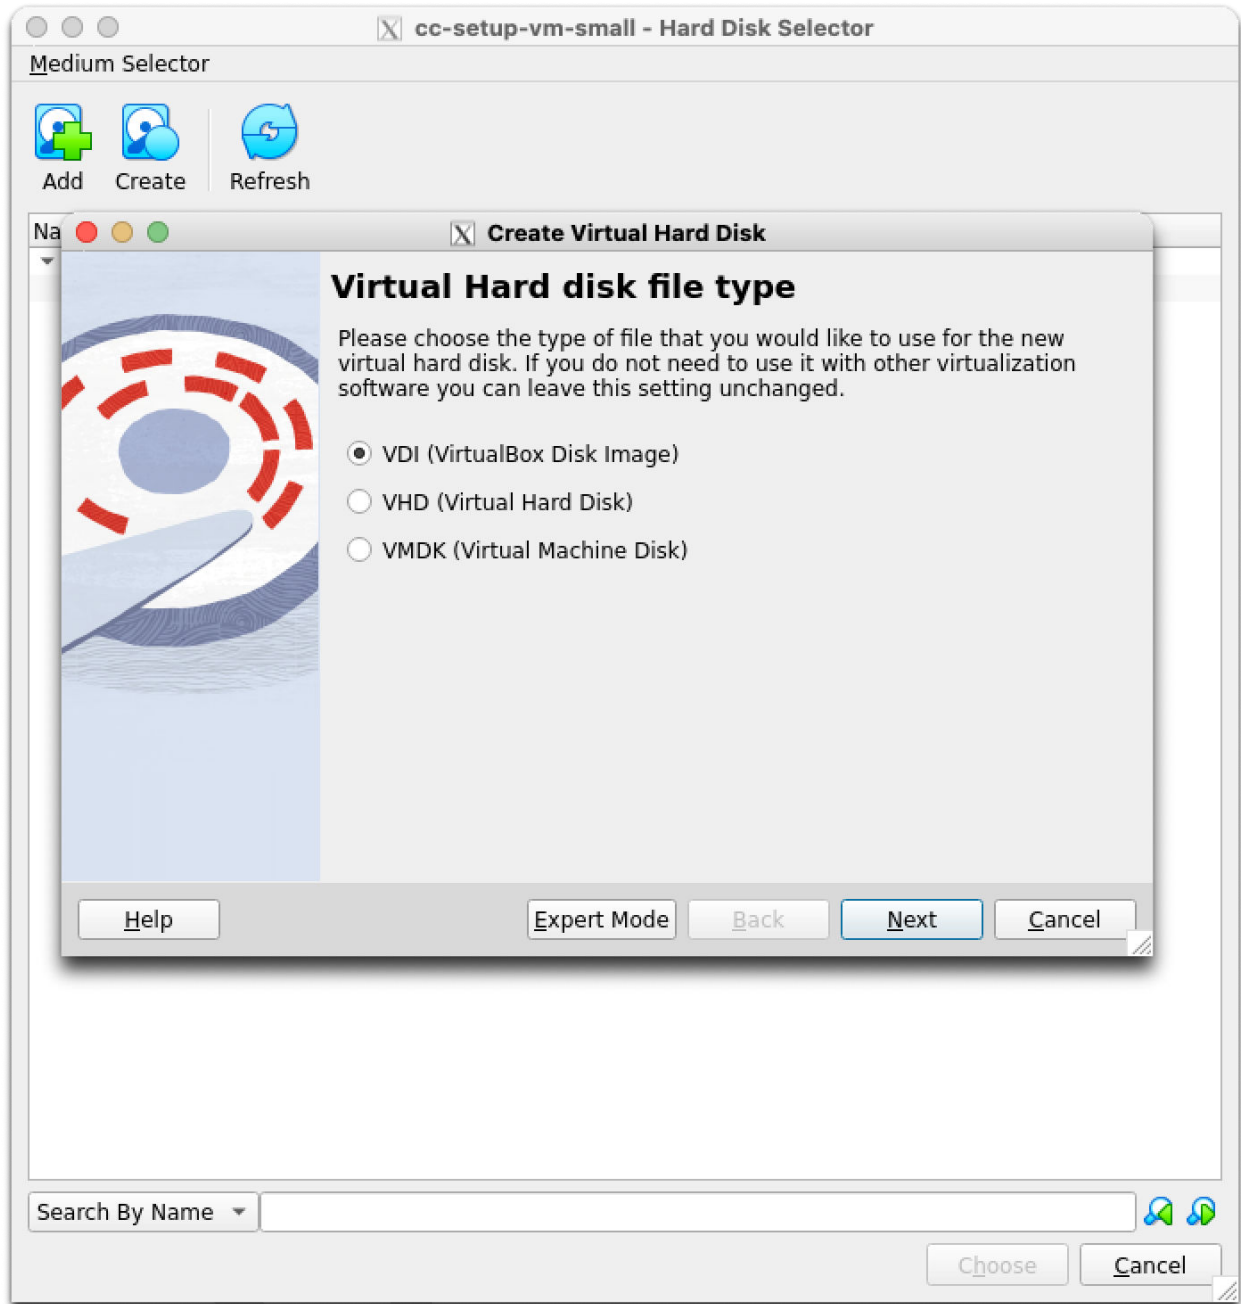 cc-setup-vm-small - Hard Disk Selector
Medium Selector
Add Create Refresh
Na
Create Virtual Hard Disk
Virtual Hard disk file type
Please choose the type of file that you would like to use for the new
virtual hard disk. If you do not need to use it with other virtualization
software you can leave this setting unchanged.
VDI (VirtualBox Disk Image)
VHD (Virtual Hard Disk)
VMDK (Virtual Machine Disk)
Help Expert Mode Back Next Cancel
Search By Name
Choose Cancel